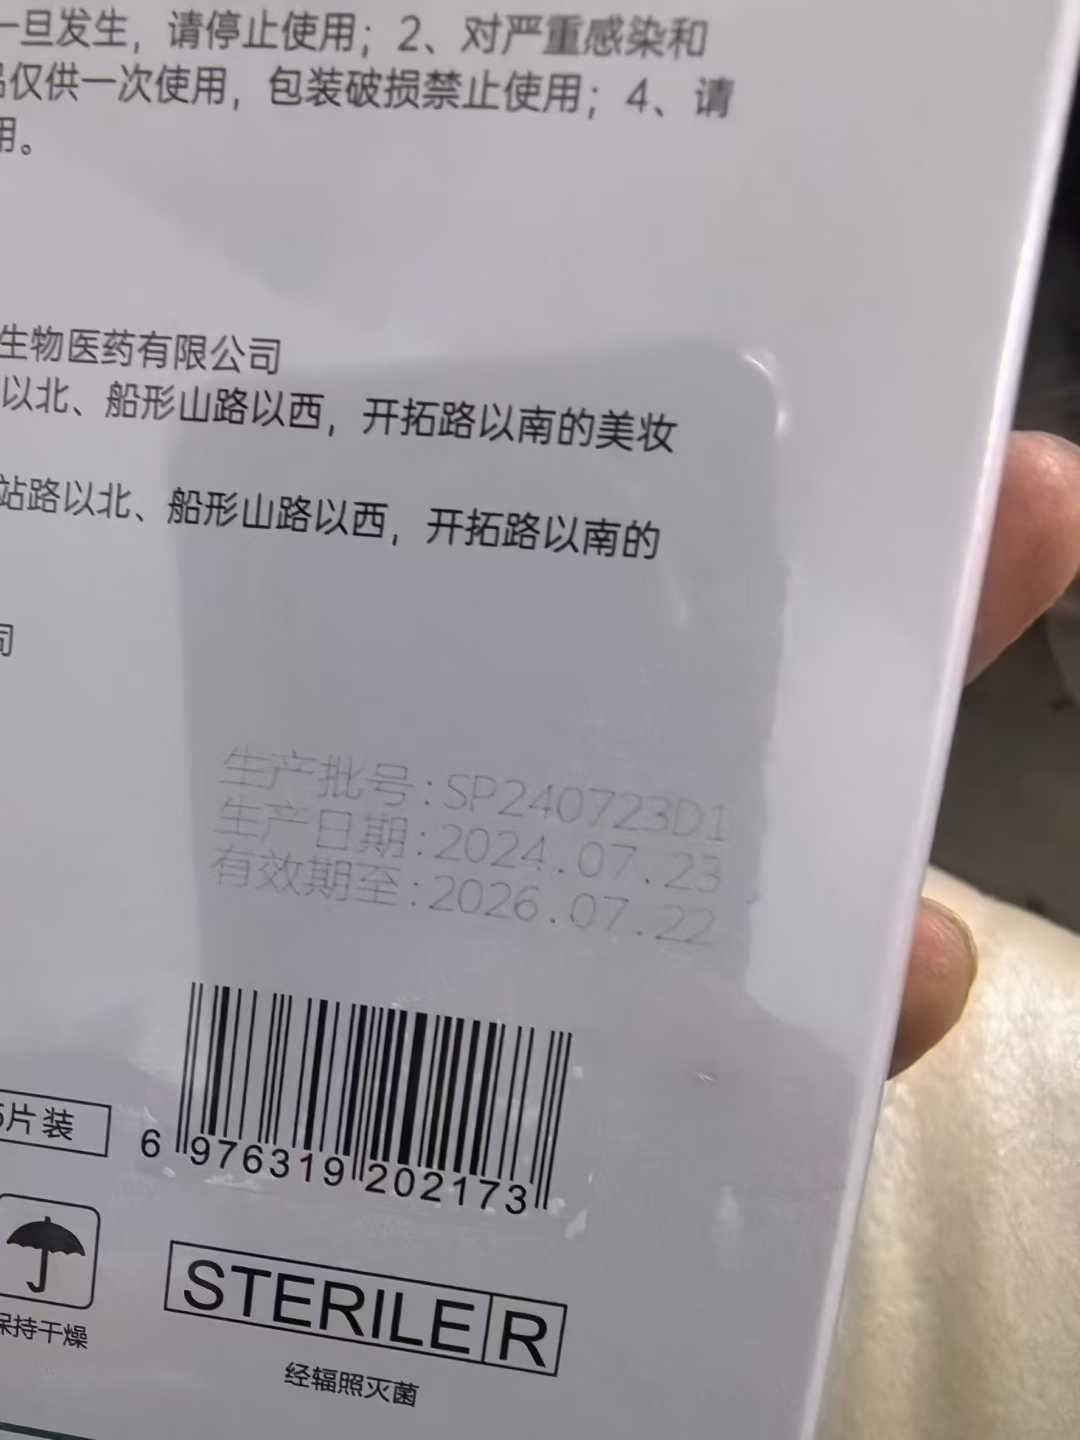 一旦发生，请停止使用；2、对严重感染和
品仅供一次使用，包装破损禁止使用；4、请
用。
生物医药有限公司
以北、船形山路以西，开拓路以南的美妆
站路以北、船形山路以西，开拓路以南的
司
生产批号:SP240723D1
生产日期:2024.07.23
有效期至:2026.07.22
6 976319 202173
5片装
保持干燥
STERILE R
经辐照灭菌